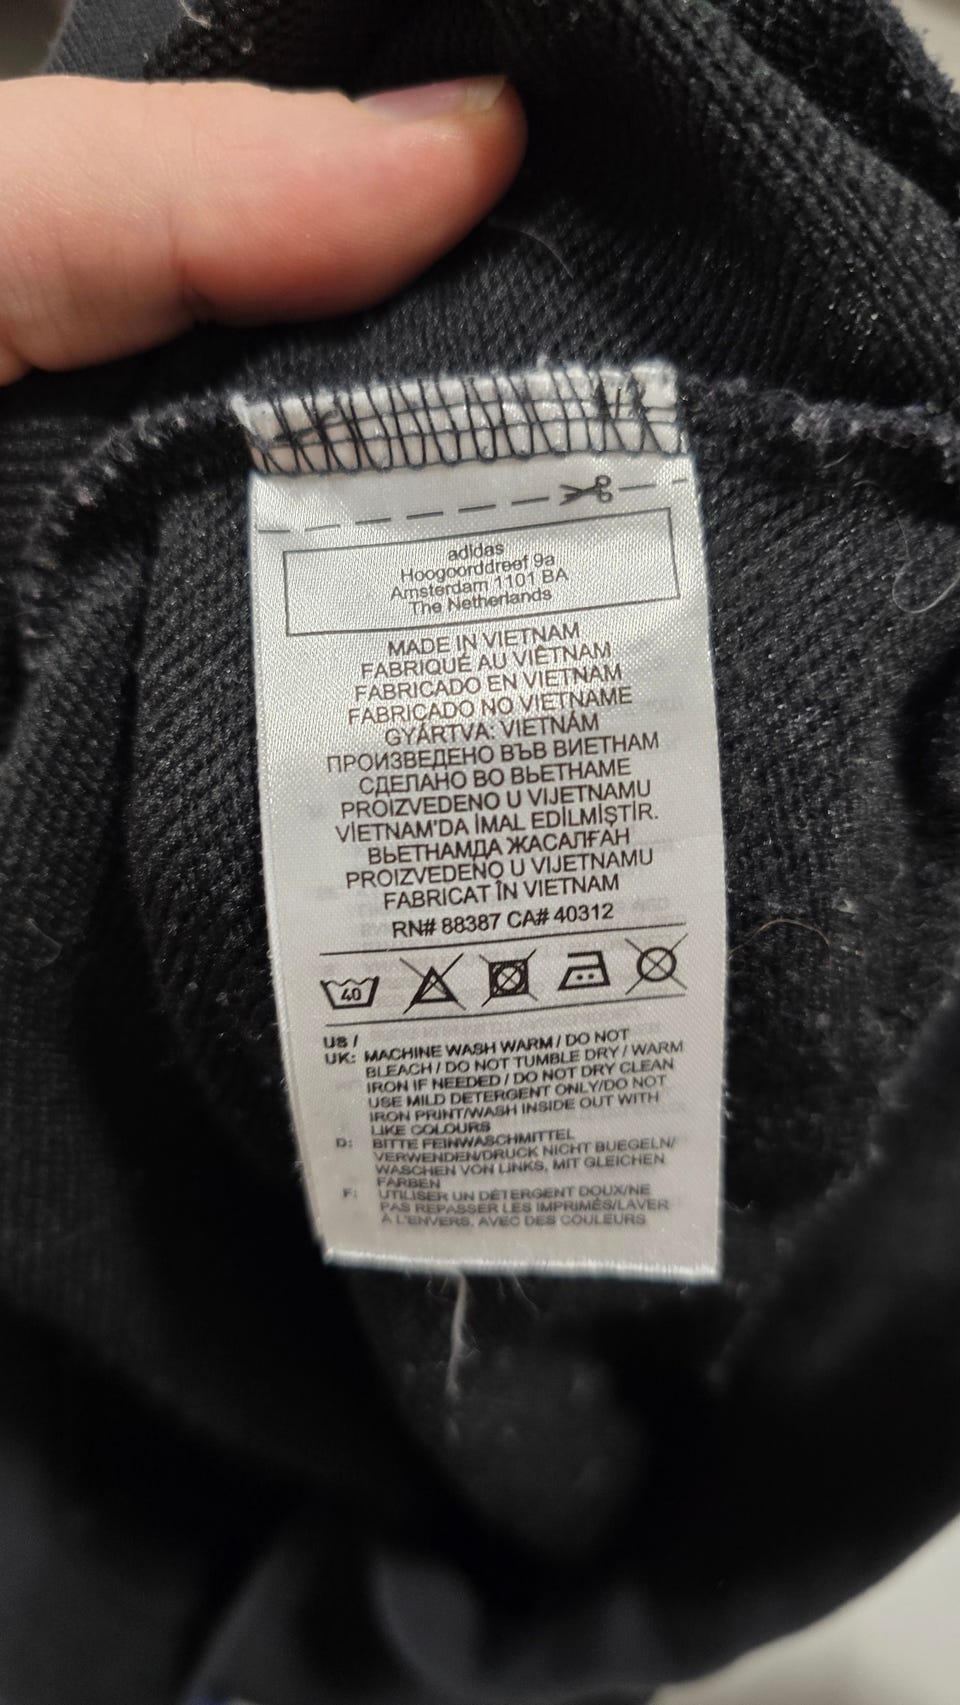 adidas
Hoogoorddreef 9a
Amsterdam 1101 BA
The Netherlands
MADE IN VIETNAM
FABRIQUÉ AU VIÊTNAM
FABRICADO EN VIETNAM
FABRICADO NO VIETNAME
GYÁRTVA: VIETNÁM
ПРОИЗВЕДЕНО ВЪВ ВИЕТНАМ
СДЕЛАНО ВО ВЬЕТНАМЕ
PROIZVEDENO U VIJETNAMU
VİETNAM'DA İMAL EDİLMİŞTİR.
ВЬЕТНАМДА ЖАСАЛҒАН
PROIZVEDENO U VIJETNAMU
FABRICAT ÎN VIETNAM
RN# 88387 CA# 40312
40
US /
UK: MACHINE WASH WARM / DO NOT
BLEACH / DO NOT TUMBLE DRY / WARM
IRON IF NEEDED / DO NOT DRY CLEAN
USE MILD DETERGENT ONLY/DO NOT
IRON PRINT/WASH INSIDE OUT WITH
LIKE COLOURS
D: BITTE FEINWASCHMITTEL
VERWENDEN/DRUCK NICHT BUEGELN/
WASCHEN VON LINKS, MIT GLEICHEN
FARBEN
F: UTILISER UN DÉTERGENT DOUX/NE
PAS REPASSER LES IMPRIMÉS/LAVER
À L'ENVERS, AVEC DES COULEURS